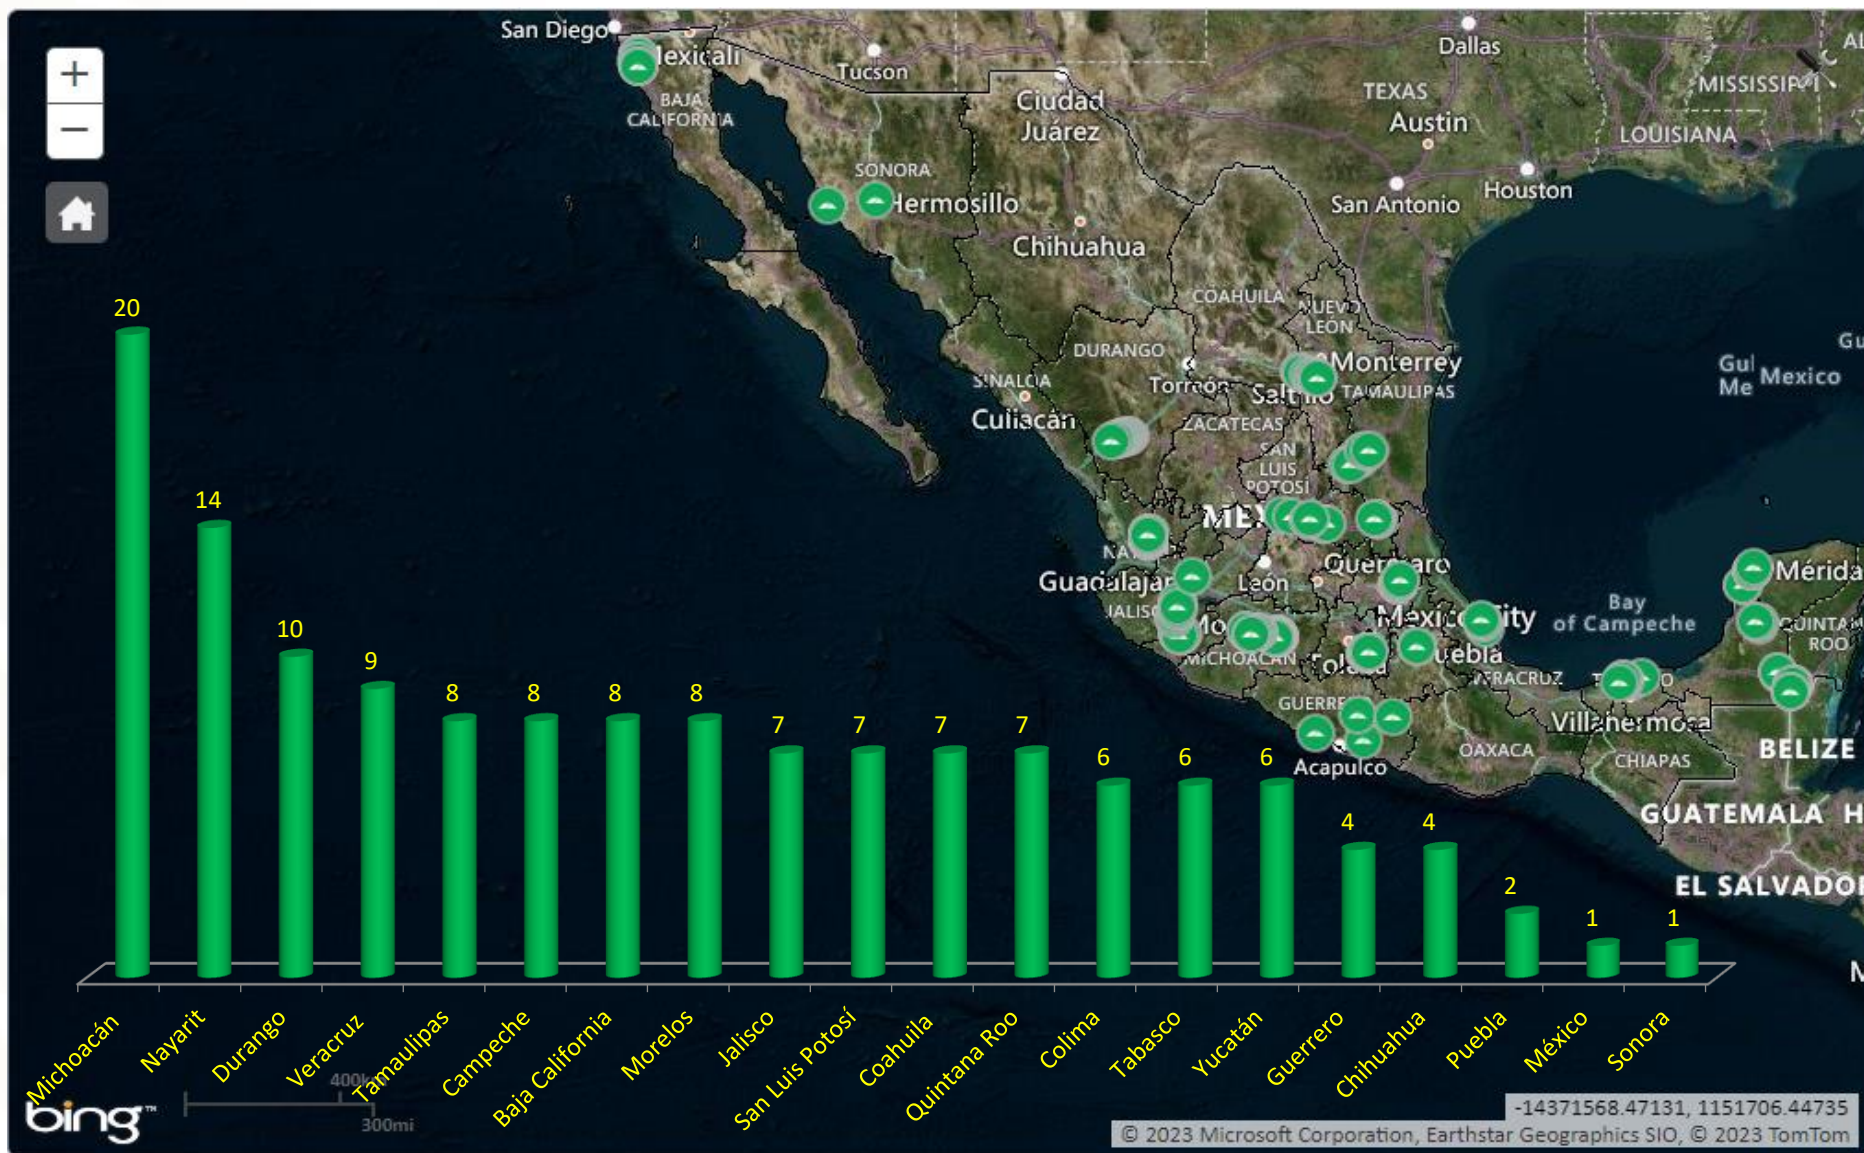 San Diego
Mexicali
Tucson
Dallas
BAJA
CALIFORNIA
Ciudad
Juárez
TEXAS
Austin
MISSISSIPPI
LOUISIANA
SONORA
Hermosillo
San Antonio
Houston
Chihuahua
COAHUILA
NUEVO
LEÓN
DURANGO
Torreón
Monterrey
Saltillo
TAMAULIPAS
SINALOA
Culiacán
ZACATECAS
SAN
LUIS
POTOSÍ
Mexico
Guadalajar
León
Querétaro
JALISCO
Mexico City
MICHOACÁN
Toluca
Puebla
VERACRUZ
GUERRERO
Acapulco
OAXACA
Bay
of Campeche
Mérida
QUINTANA
ROO
Villahermosa
CHIAPAS
BELIZE
GUATEMALA H
EL SALVADOR
20
14
10
9
8
8
8
8
7
7
7
7
6
6
6
4
4
2
1
1
Michoacán
Nayarit
Durango
Veracruz
Tamaulipas
Campeche
Baja California
Morelos
Jalisco
San Luis Potosí
Coahuila
Quintana Roo
Colima
Tabasco
Yucatán
Guerrero
Chihuahua
Puebla
México
Sonora
400km
300mi
bing™
-14371568.47131, 1151706.44735
© 2023 Microsoft Corporation, Earthstar Geographics SIO, © 2023 TomTom